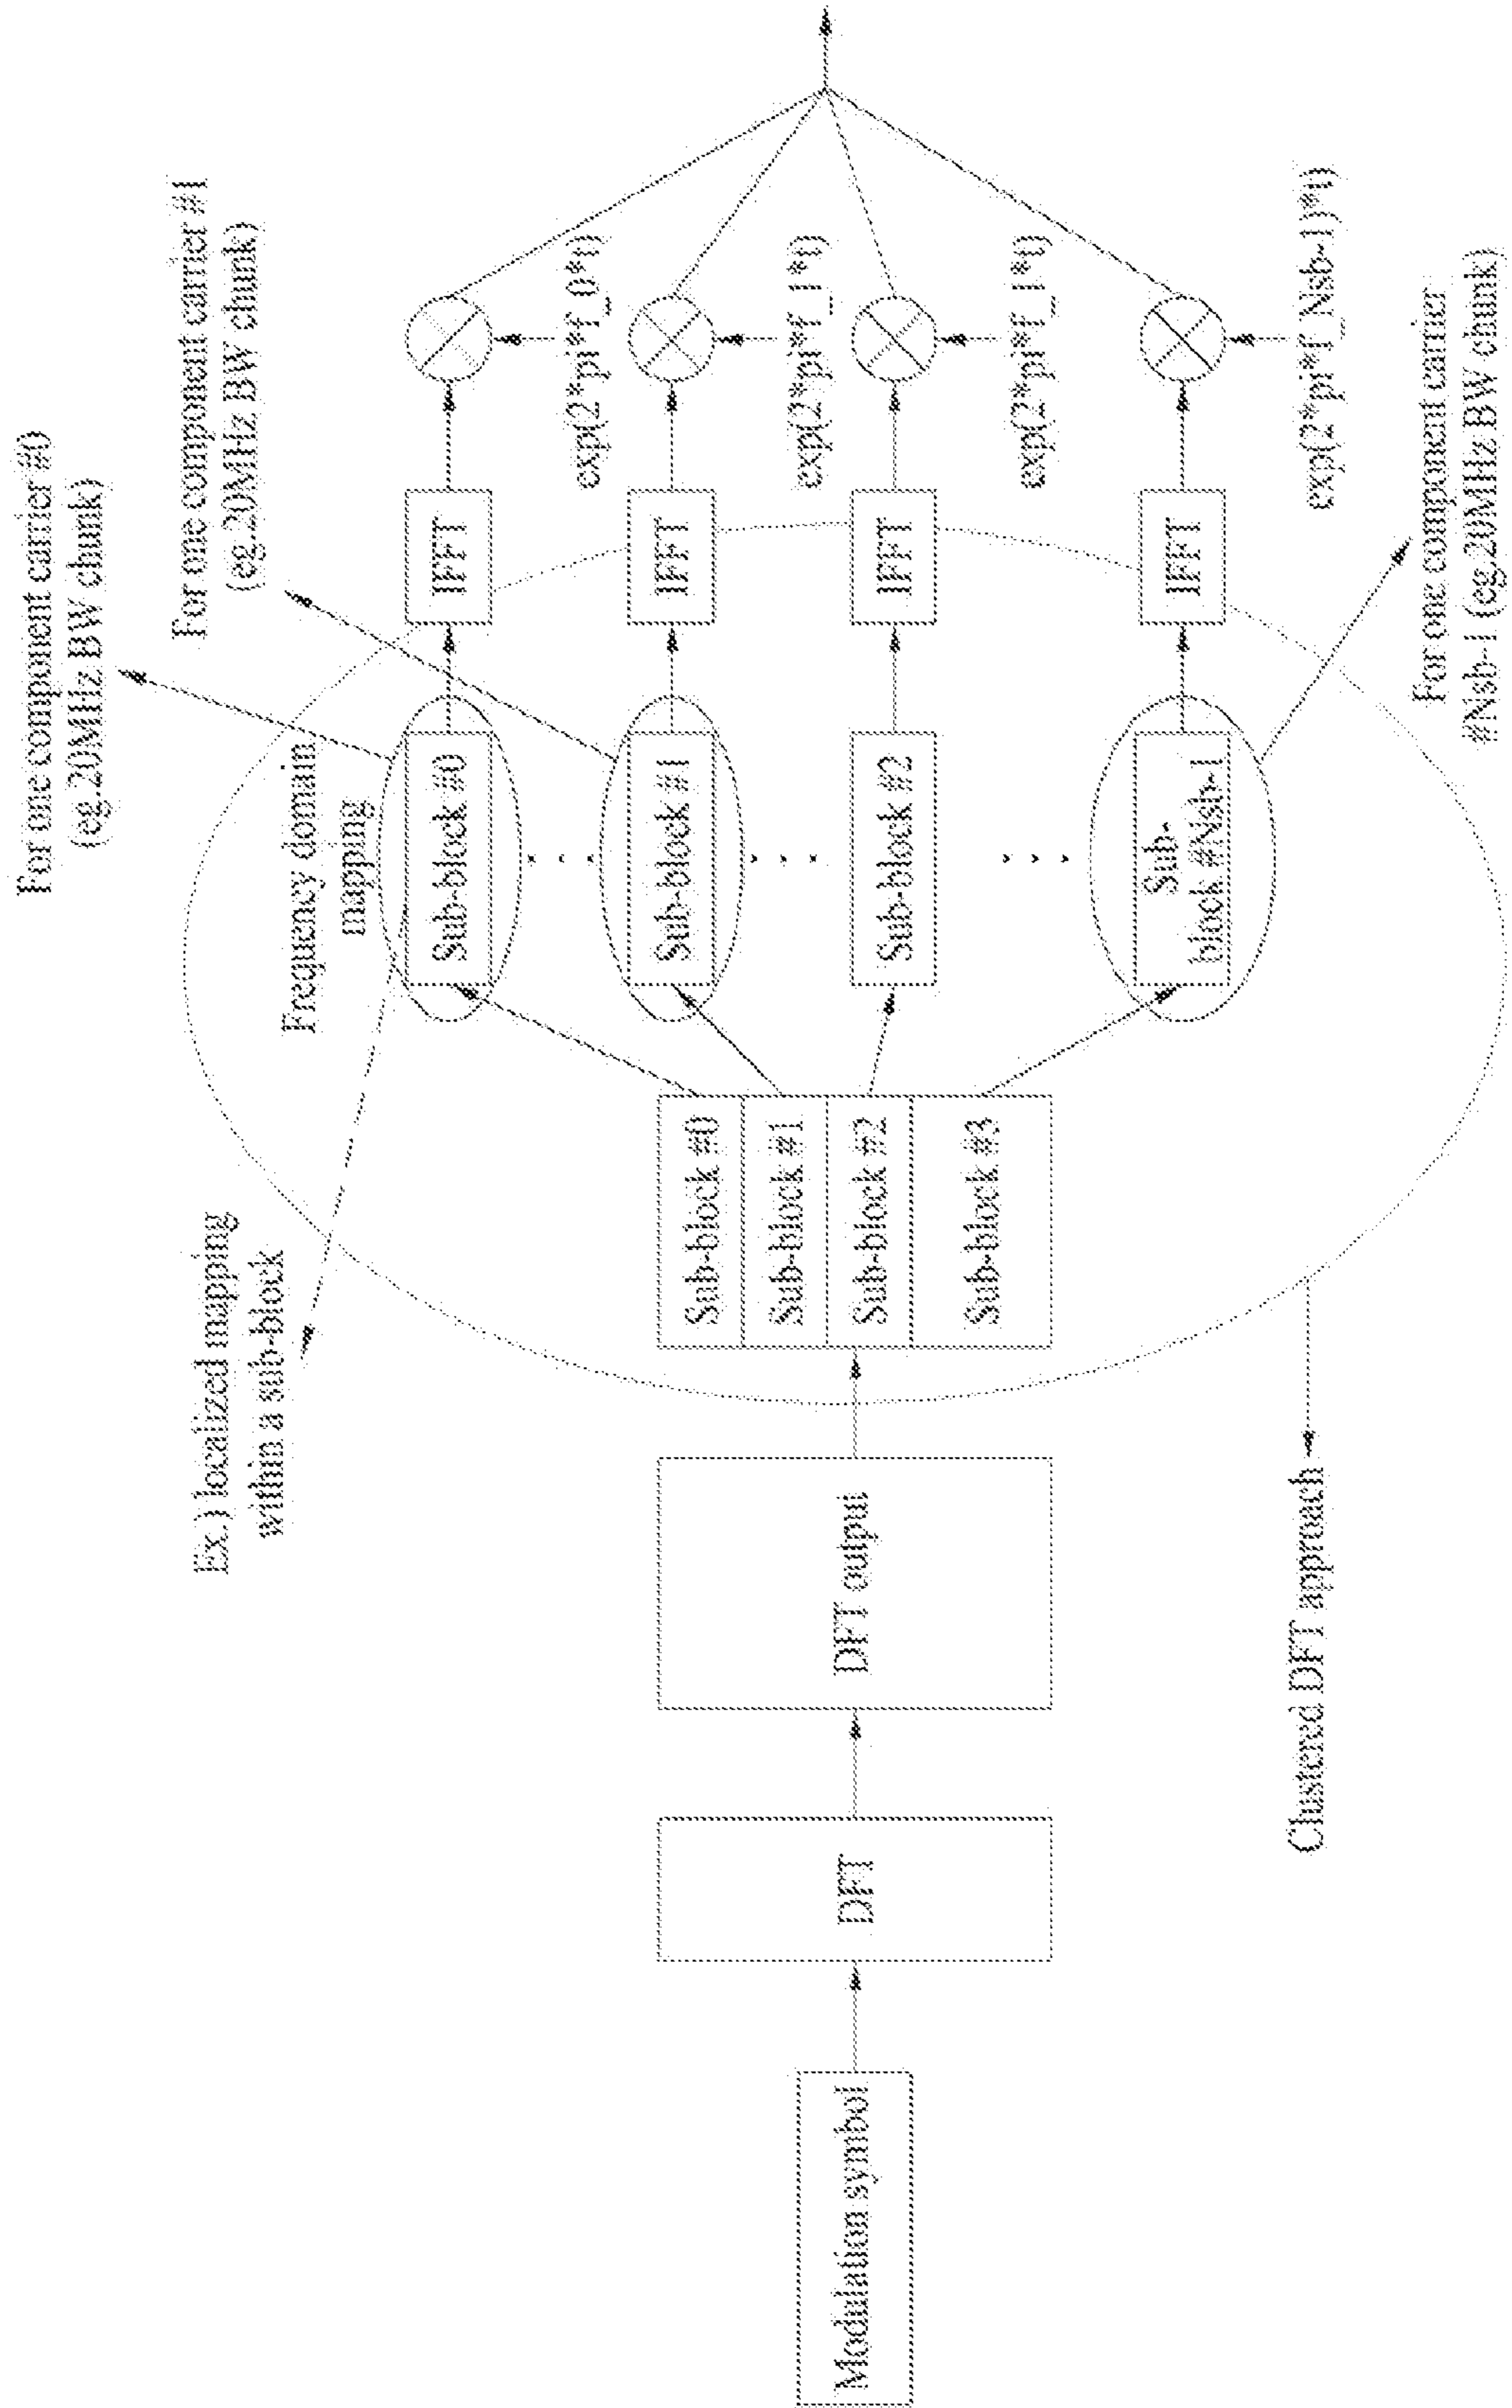 Modulation symbol
DFT
DFT output
Clustered DFT approach
Ex.) localized mapping
within a sub-block
Sub-block #0
Sub-block #1
Sub-block #2
Sub-block #3
Frequency domain
mapping
Sub-block #0
Sub-block #1
Sub-block #2
Sub-
block #Nsb-1
For one component carrier #0
(eg.20MHz BW chunk)
For one component carrier #1
(eg.20MHz BW chunk)
For one component carrier
#Nsb-1 (eg.20MHz BW chunk)
IFFT
IFFT
IFFT
IFFT
exp(2*pi*f_0*t)
exp(2*pi*f_1*t)
exp(2*pi*f_1*t)
exp(2*pi*f_Nsb-1)*t)